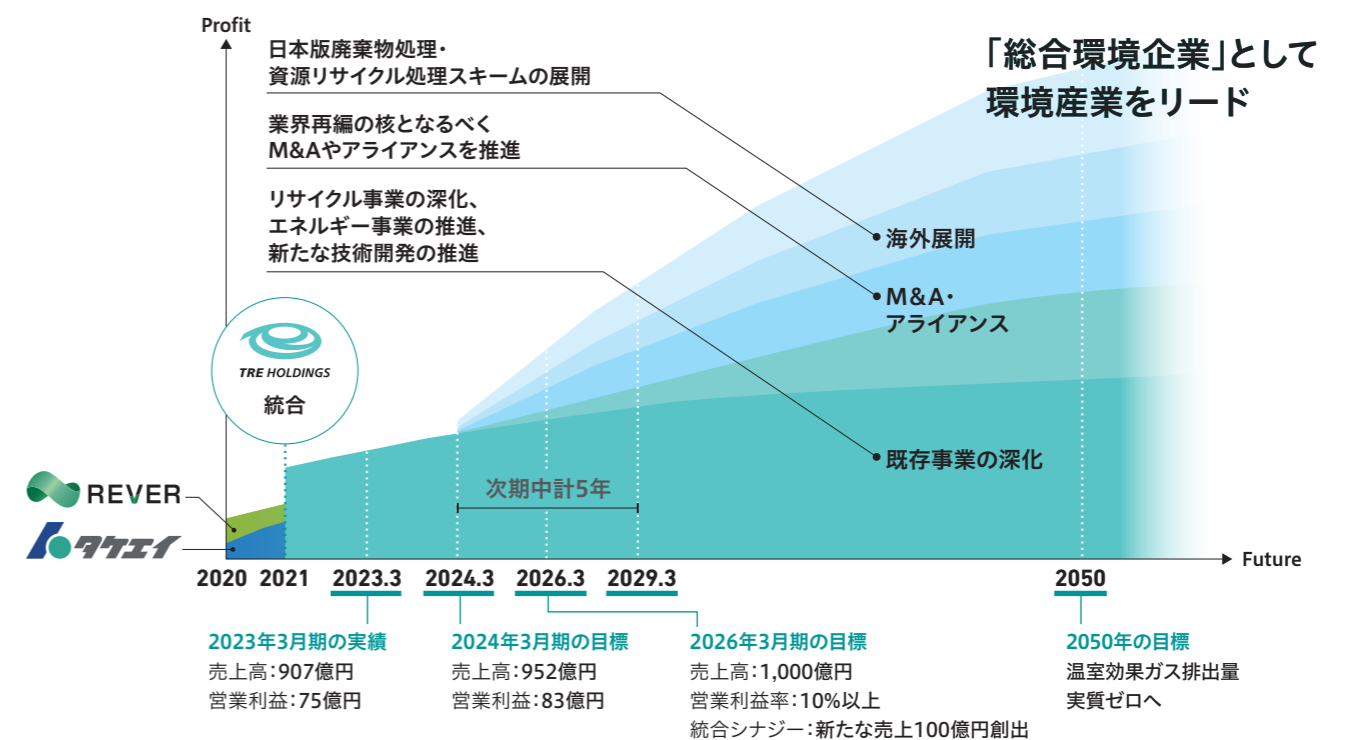 Profit
日本版廃棄物処理・
資源リサイクル処理スキームの展開
業界再編の核となるべく
M&Aやアライアンスを推進
リサイクル事業の深化、
エネルギー事業の推進、
新たな技術開発の推進
「総合環境企業」として
環境産業をリード
海外展開
M&A・
アライアンス
既存事業の深化
TRE HOLDINGS
統合
REVER
タケエイ
次期中計5年
2020 2021 2023.3 2024.3 2026.3 2029.3 2050
Future
2023年3月期の実績
売上高：907億円
営業利益：75億円
2024年3月期の目標
売上高：952億円
営業利益：83億円
2026年3月期の目標
売上高：1,000億円
営業利益率：10%以上
統合シナジー：新たな売上100億円創出
2050年の目標
温室効果ガス排出量
実質ゼロへ